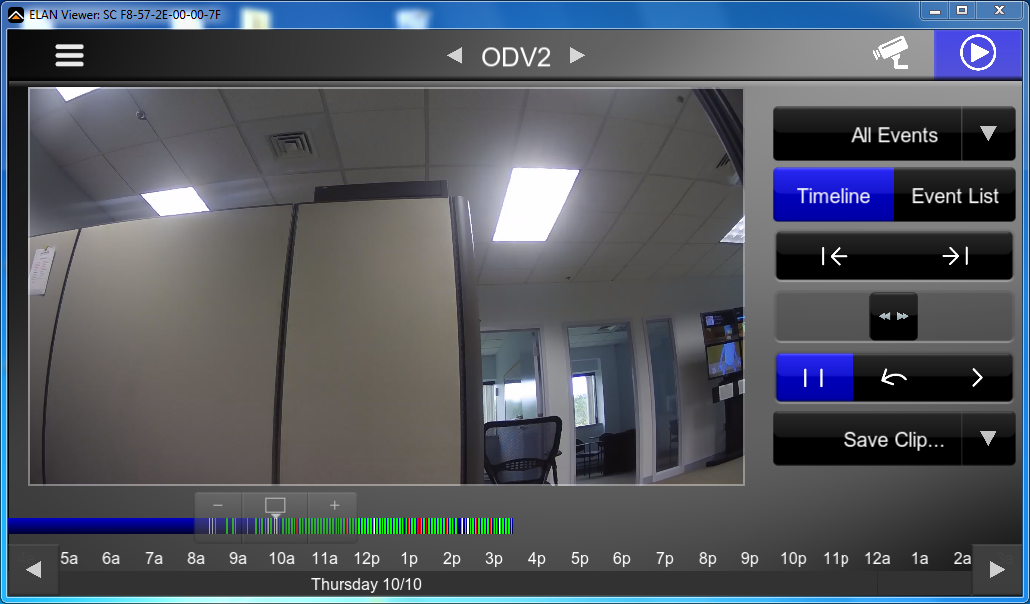 ELAN Viewer: SC F8-57-2E-00-00-7F
ODV2
All Events
Timeline Event List
Save Clip...
5a 6a 7a 8a 9a 10a 11a 12p 1p 2p 3p 4p 5p 6p 7p 8p 9p 10p 11p 12a 1a 2a
Thursday 10/10